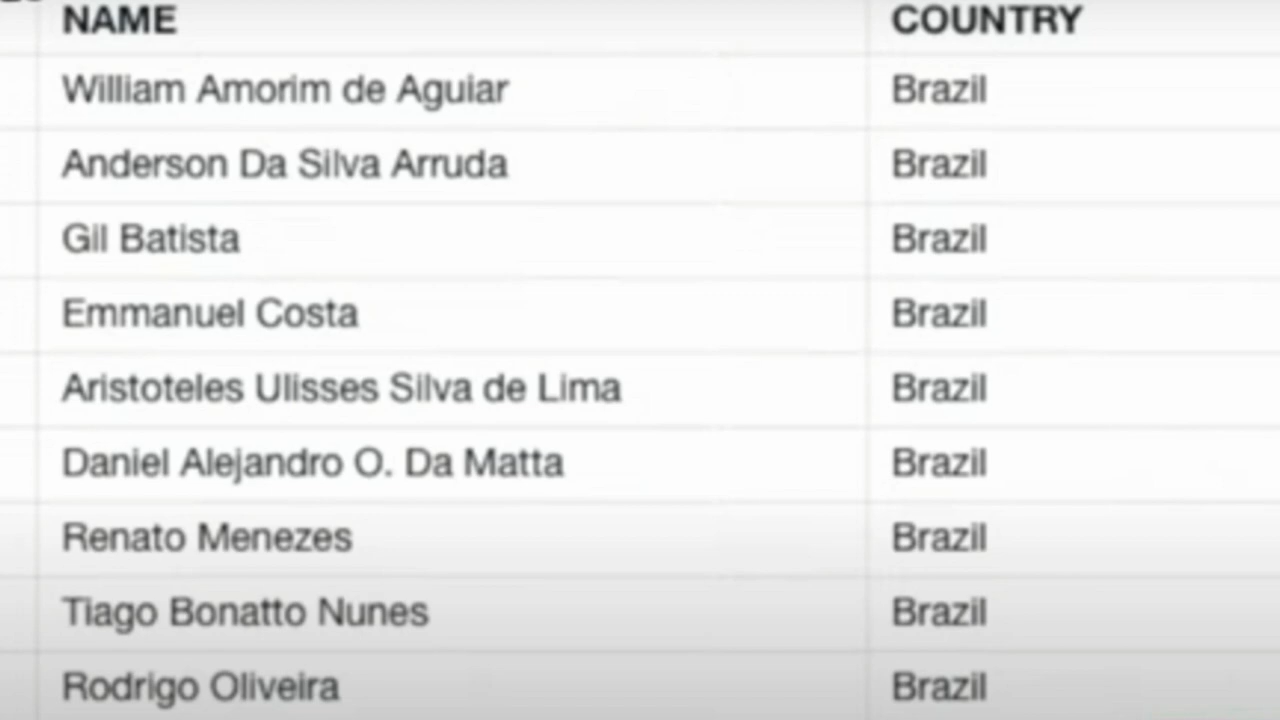 NAME COUNTRY
William Amorim de Aguiar Brazil
Anderson Da Silva Arruda Brazil
Gil Batista Brazil
Emmanuel Costa Brazil
Aristoteles Ulisses Silva de Lima Brazil
Daniel Alejandro O. Da Matta Brazil
Renato Menezes Brazil
Tiago Bonatto Nunes Brazil
Rodrigo Oliveira Brazil